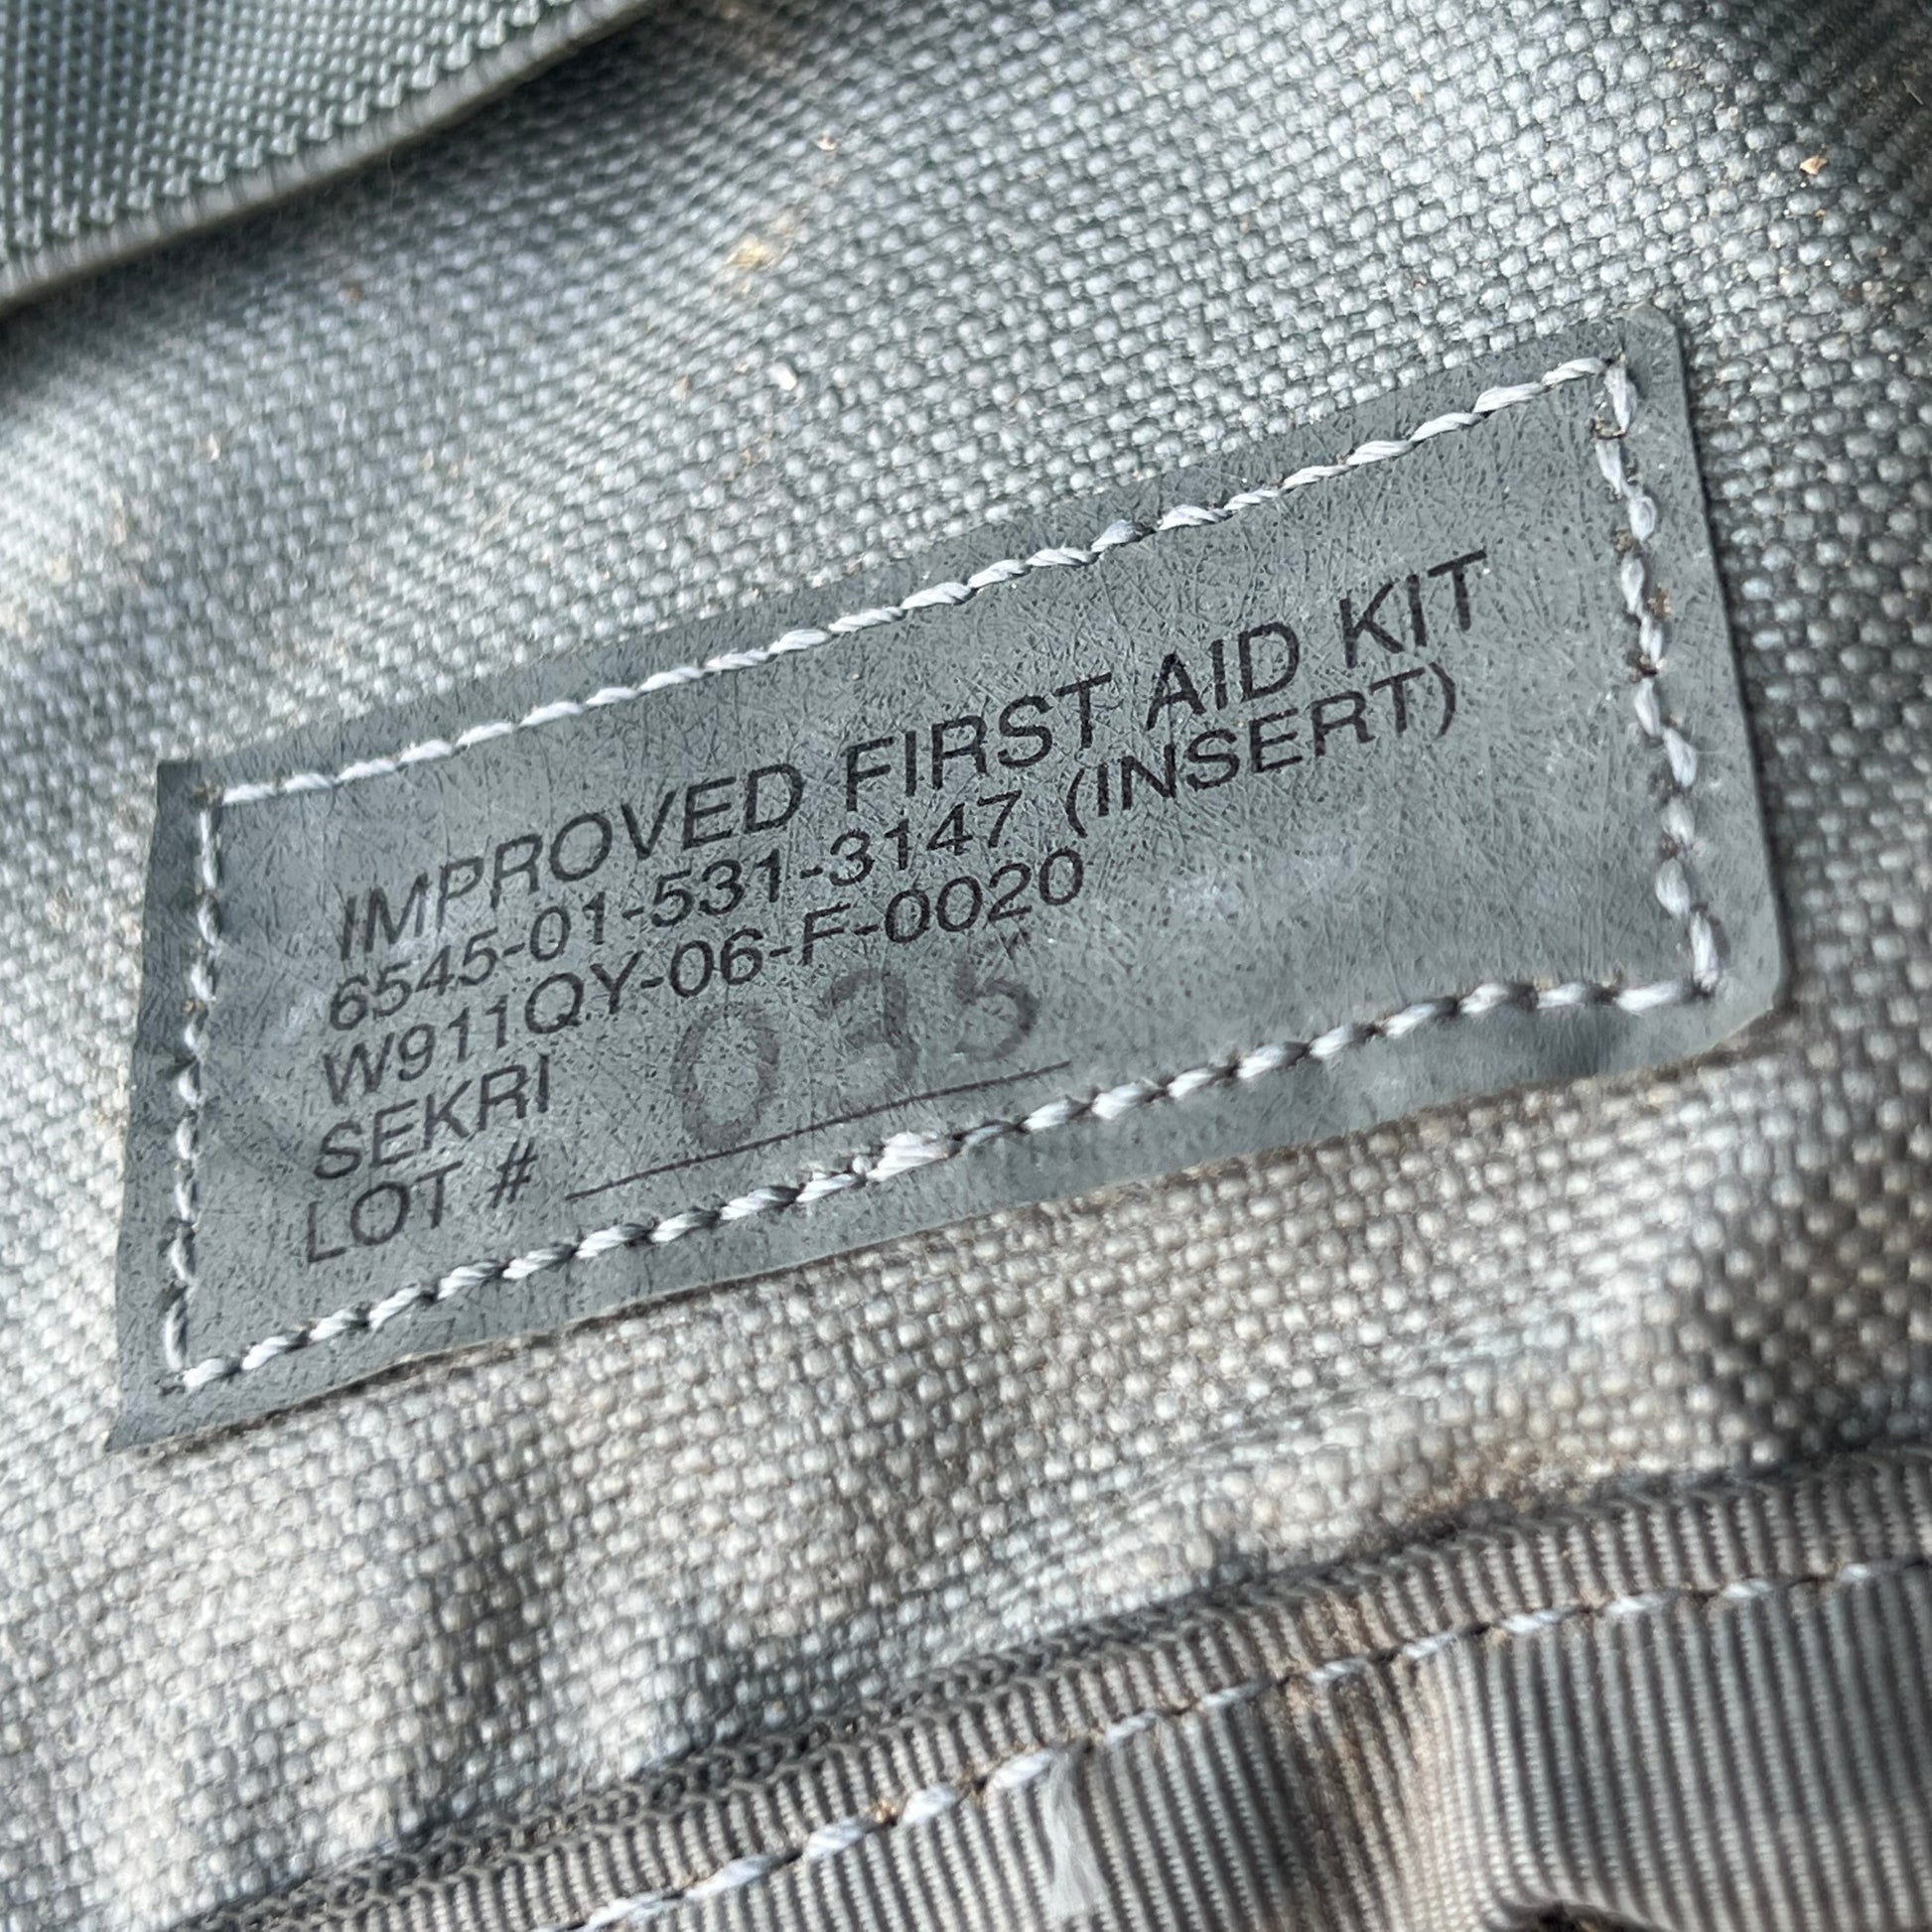 IMPROVED FIRST AID KIT
6545-01-531-3147 (INSERT)
W911QY-06-F-0020
SEKRI
LOT # 035